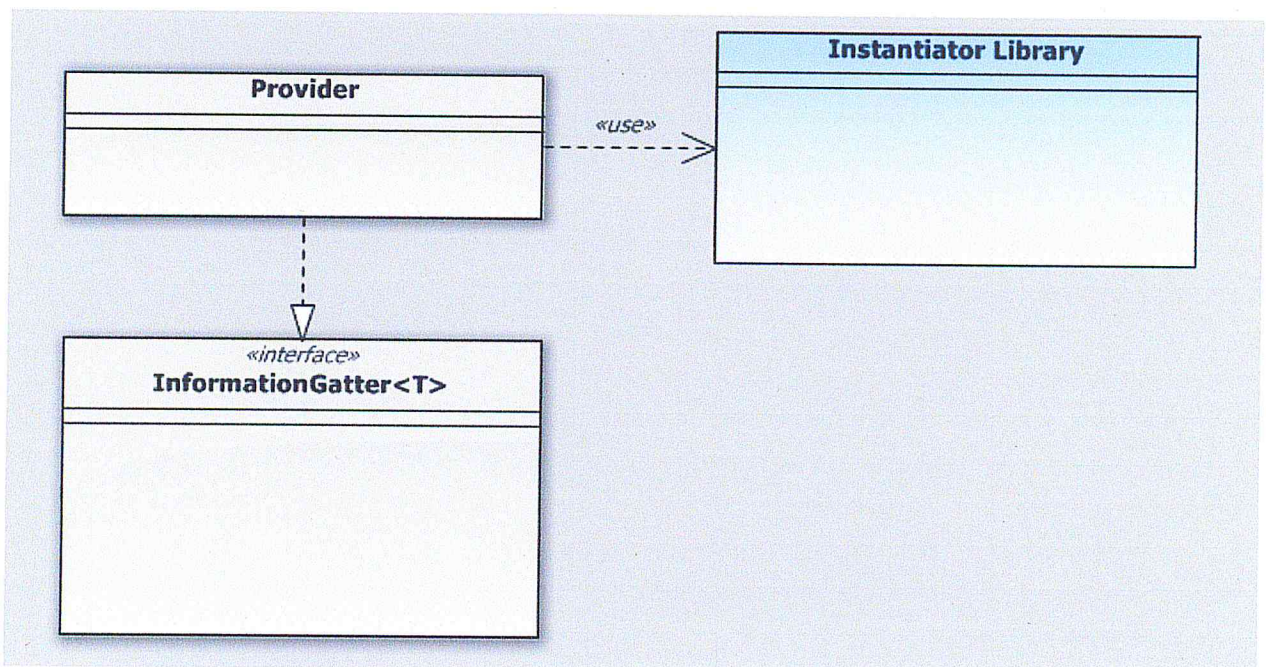 Instantiator Library
Provider
«use»
«interface»
InformationGatter<T>